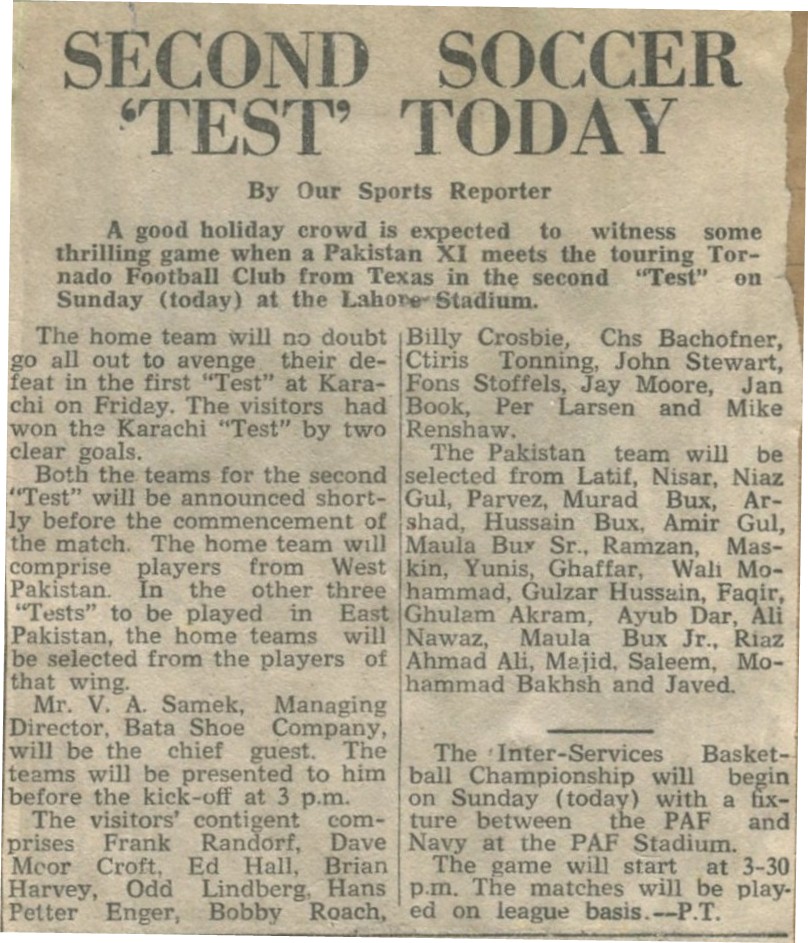 SECOND SOCCER
‘TEST’ TODAY
By Our Sports Reporter
A good holiday crowd is expected to witness some
thrilling game when a Pakistan XI meets the touring Tor-
nado Football Club from Texas in the second “Test” on
Sunday (today) at the Lahore Stadium.
The home team will no doubt
go all out to avenge their de-
feat in the first “Test” at Kara-
chi on Friday. The visitors had
won the Karachi “Test” by two
clear goals.
Both the teams for the second
“Test” will be announced short-
ly before the commencement of
the match. The home team will
comprise players from West
Pakistan. In the other three
“Tests” to be played in East
Pakistan, the home teams will
be selected from the players of
that wing.
Mr. V. A. Samek, Managing
Director, Bata Shoe Company,
will be the chief guest. The
teams will be presented to him
before the kick-off at 3 p.m.
The visitors’ contigent com-
prises Frank Randorf, Dave
Moor Croft, Ed Hall, Brian
Harvey, Odd Lindberg, Hans
Petter Enger, Bobby Roach,
Billy Crosbie, Chs Bachofner,
Ctiris Tonning, John Stewart,
Fons Stoffels, Jay Moore, Jan
Book, Per Larsen and Mike
Renshaw.
The Pakistan team will be
selected from Latif, Nisar, Niaz
Gul, Parvez, Murad Bux, Ar-
shad, Hussain Bux, Amir Gul,
Maula Bux Sr., Ramzan, Mas-
kin, Yunis, Ghaffar, Wali Mo-
hammad, Gulzar Hussain, Faqir,
Ghulam Akram, Ayub Dar, Ali
Nawaz, Maula Bux Jr., Riaz
Ahmad Ali, Majid, Saleem, Mo-
hammad Bakhsh and Javed.
The Inter-Services Basket-
ball Championship will begin
on Sunday (today) with a fix-
ture between the PAF and
Navy at the PAF Stadium.
The game will start at 3-30
p.m. The matches will be play-
ed on league basis.—P.T.